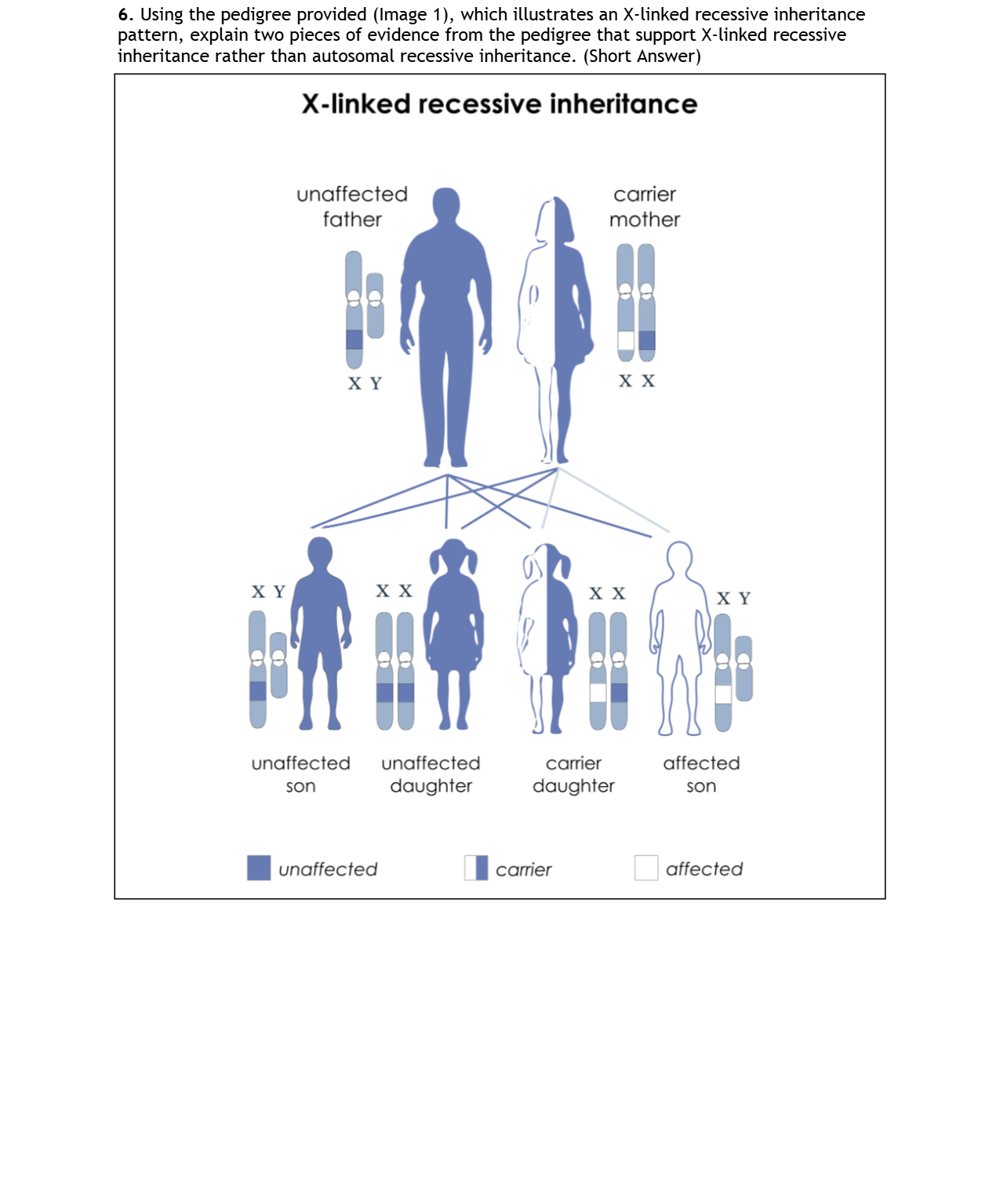 6. Using the pedigree provided (Image 1), which illustrates an X-linked recessive inheritance
pattern, explain two pieces of evidence from the pedigree that support X-linked recessive
inheritance rather than autosomal recessive inheritance. (Short Answer)
X-linked recessive inheritance
unaffected
father
carrier
mother
X Y
X X
X Y
X X
X X
X Y
unaffected
son
unaffected
daughter
carrier
daughter
affected
son
unaffected
carrier
affected